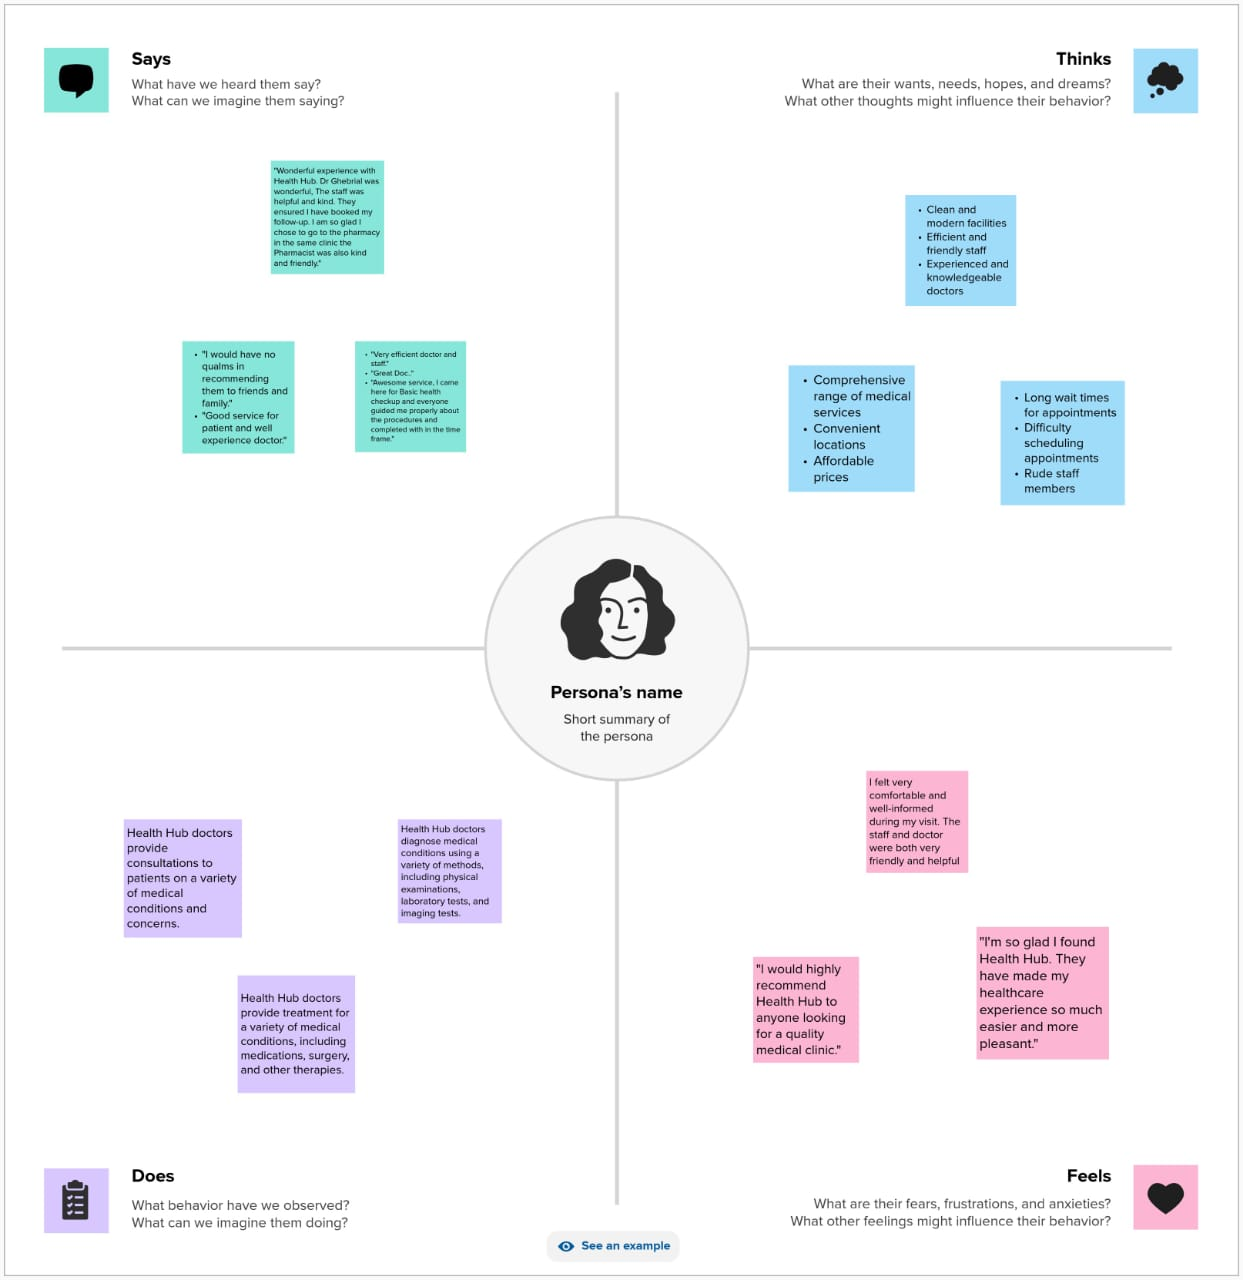 Says
What have we heard them say?
What can we imagine them saying?
Thinks
What are their wants, needs, hopes, and dreams?
What other thoughts might influence their behavior?
"Wonderful experience with
Health Hub. Dr Ghebrial was
wonderful, The staff was
helpful and kind. They
ensured I have booked my
follow-up. I am so glad I
chose to go to the pharmacy
in the same clinic the
Pharmacist was also kind
and friendly."
• "I would have no
qualms in
recommending
them to friends and
family."
• "Good service for
patient and well
experience doctor."
• "Very efficient doctor and
staff."
• "Great Doc.."
• "Awesome service, I came
here for Basic health
checkup and everyone
guided me properly about
the procedures and
completed with in the time
frame."
• Clean and
modern facilities
• Efficient and
friendly staff
• Experienced and
knowledgeable
doctors
• Comprehensive
range of medical
services
• Convenient
locations
• Affordable
prices
• Long wait times
for appointments
• Difficulty
scheduling
appointments
• Rude staff
members
Persona's name
Short summary of
the persona
Health Hub doctors
provide
consultations to
patients on a variety
of medical
conditions and
concerns.
Health Hub doctors
diagnose medical
conditions using a
variety of methods,
including physical
examinations,
laboratory tests, and
imaging tests.
Health Hub doctors
provide treatment for
a variety of medical
conditions, including
medications, surgery,
and other therapies.
I felt very
comfortable and
well-informed
during my visit. The
staff and doctor
were both very
friendly and helpful
"I would highly
recommend
Health Hub to
anyone looking
for a quality
medical clinic."
"I'm so glad I found
Health Hub. They
have made my
healthcare
experience so much
easier and more
pleasant."
Does
What behavior have we observed?
What can we imagine them doing?
Feels
What are their fears, frustrations, and anxieties?
What other feelings might influence their behavior?
See an example